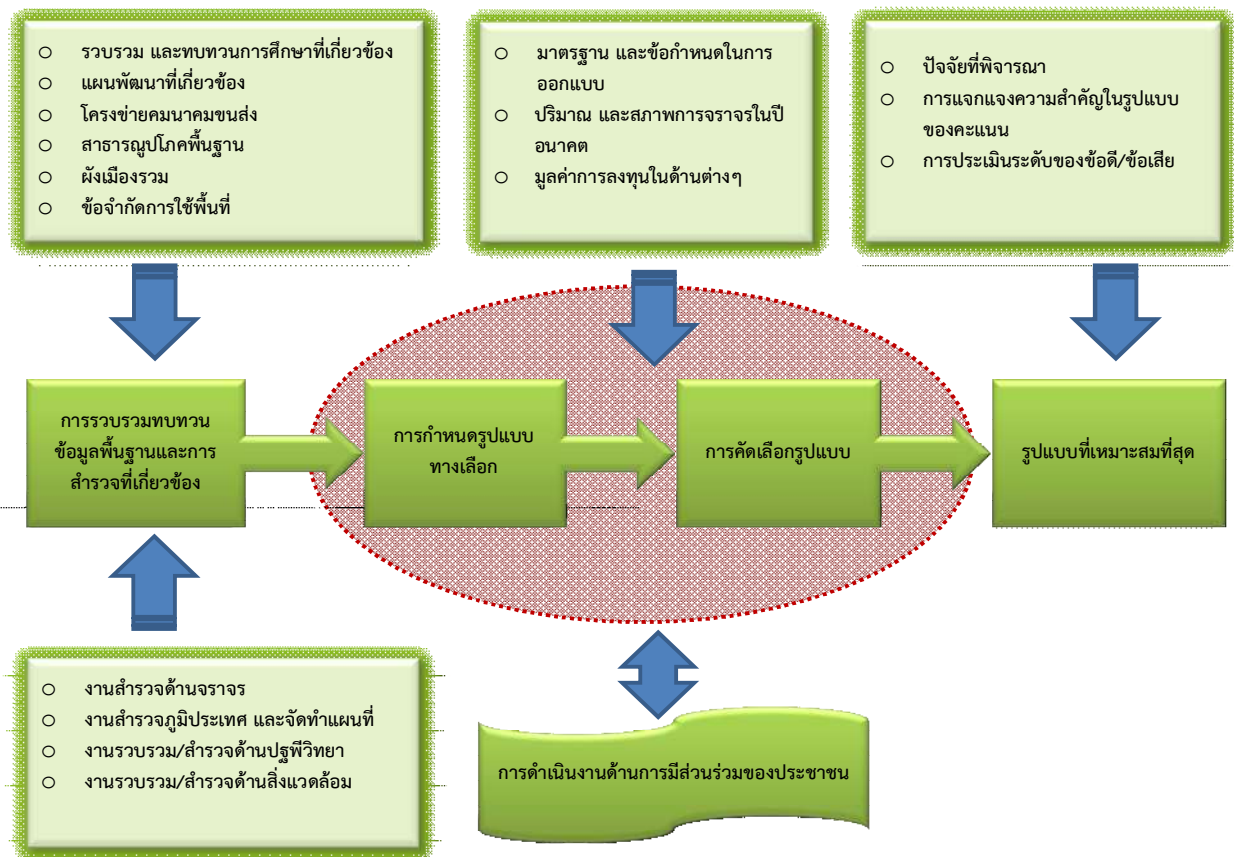 รวบรวม และทบทวนการศึกษาที่เกี่ยวข้อง
แผนพัฒนาที่เกี่ยวข้อง
โครงข่ายคมนาคมขนส่ง
สาธารณูปโภคพื้นฐาน
ผังเมืองรวม
ข้อจำกัดการใช้พื้นที่
มาตรฐาน และข้อกำหนดในการ
ออกแบบ
ปริมาณ และสภาพการจราจรในปี
อนาคต
มูลค่าการลงทุนในด้านต่างๆ
ปัจจัยที่พิจารณา
การแจกแจงความสำคัญในรูปแบบ
ของคะแนน
การประเมินระดับของข้อดี/ข้อเสีย
การรวบรวมทบทวน
ข้อมูลพื้นฐานและการ
สำรวจที่เกี่ยวข้อง
การกำหนดรูปแบบ
ทางเลือก
การคัดเลือกรูปแบบ
รูปแบบที่เหมาะสมที่สุด
งานสำรวจด้านจราจร
งานสำรวจภูมิประเทศ และจัดทำแผนที่
งานรวบรวม/สำรวจด้านปฐพีวิทยา
งานรวบรวม/สำรวจด้านสิ่งแวดล้อม
การดำเนินงานด้านการมีส่วนร่วมของประชาชน